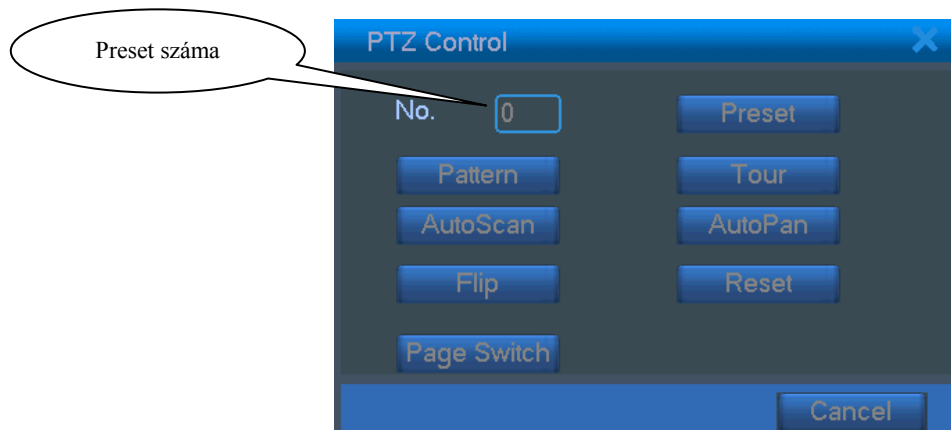 Preset száma
PTZ Control
No. 0 Preset
Pattern Tour
AutoScan AutoPan
Flip Reset
Page Switch
Cancel